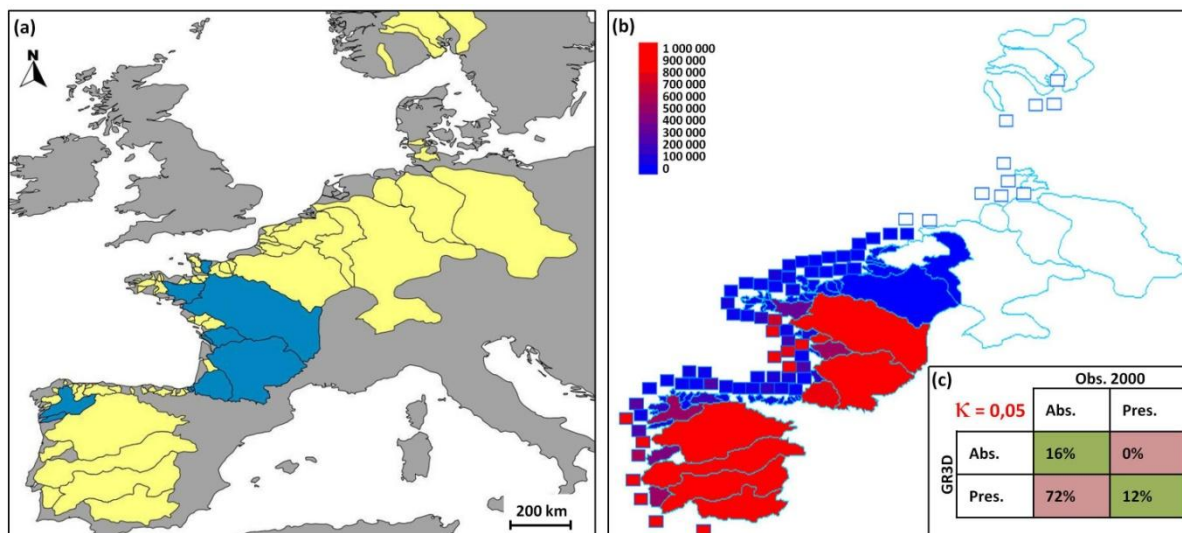 (a)
N
200 km
(b)
1 000 000
900 000
800 000
700 000
600 000
500 000
400 000
300 000
200 000
100 000
0
(c)
Obs. 2000
K = 0,05
Abs. Pres.
GR3D
Abs. 16% 0%
Pres. 72% 12%